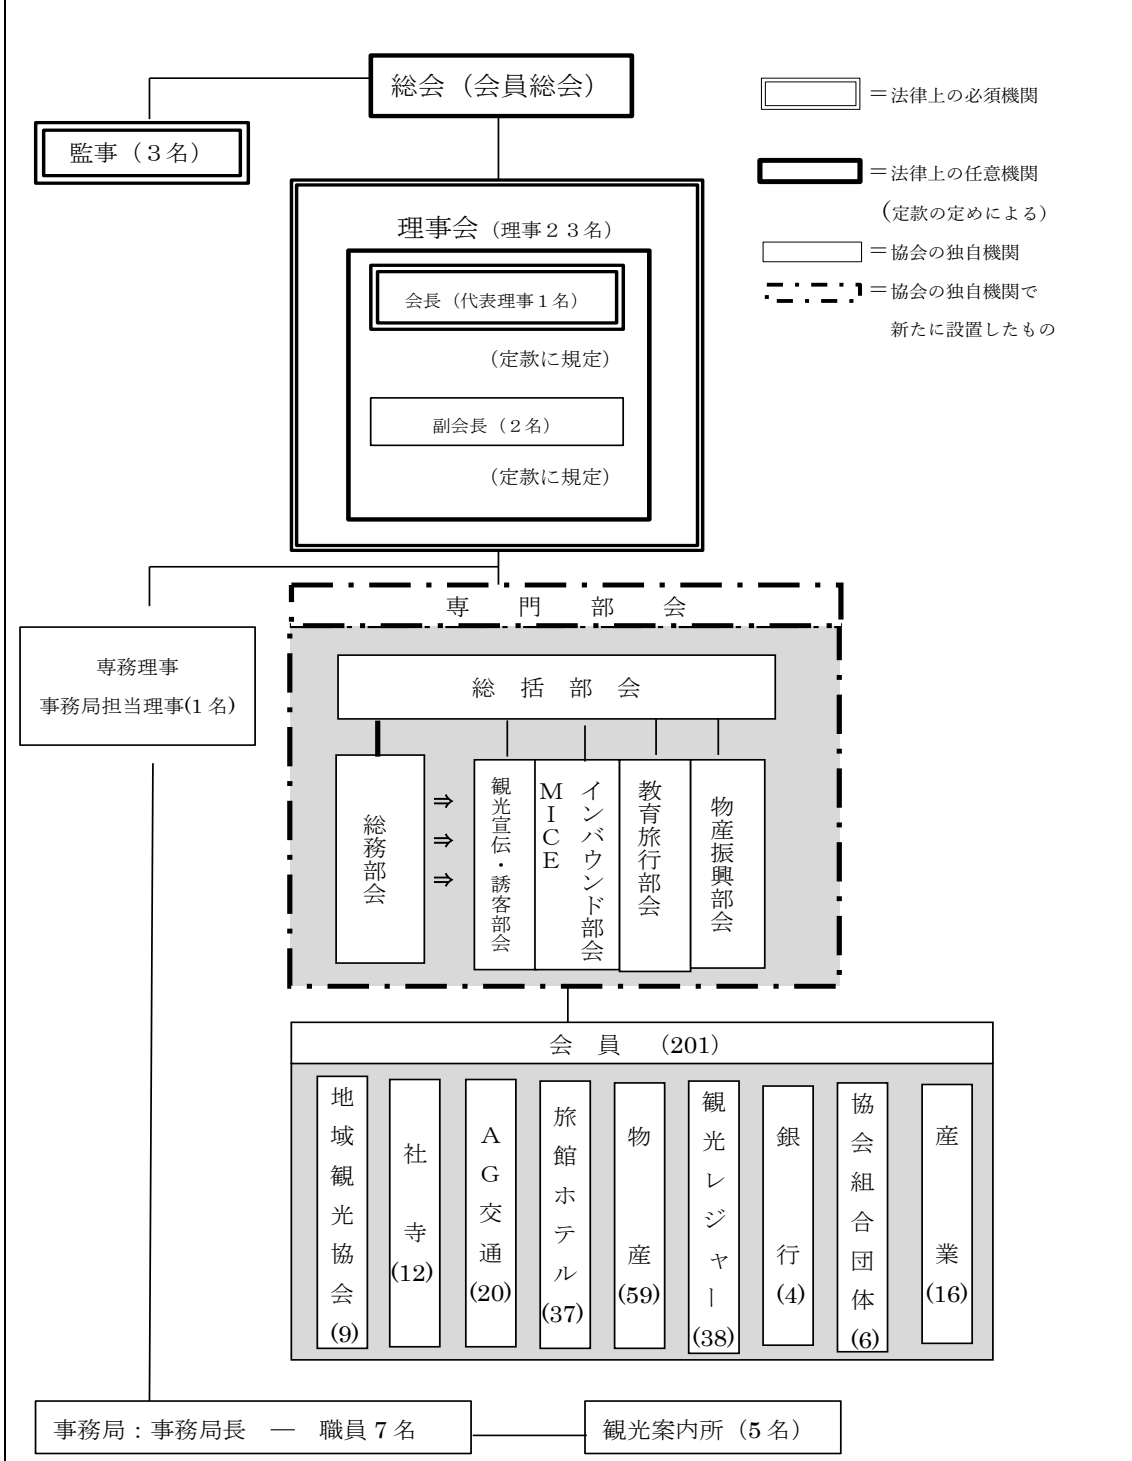 総会（会員総会）
監事（３名）
＝法律上の必須機関
＝法律上の任意機関
（定款の定めによる）
＝協会の独自機関
＝協会の独自機関で
新たに設置したもの
理事会（理事２３名）
会長（代表理事１名）
（定款に規定）
副会長（２名）
（定款に規定）
専務理事
事務局担当理事(1名)
専門部会
総括部会
総務部会
⇒
⇒
⇒
観光宣伝・誘客部会
インバウンド部会
ＭＩＣＥ
教育旅行部会
物産振興部会
会員 (201)
地域観光協会(9)
社寺(12)
ＡＧ交通(20)
旅館ホテル(37)
物産(59)
観光レジャー(38)
銀行(4)
協会組合団体(6)
産業(16)
事務局：事務局長 ― 職員7名
観光案内所（5名）